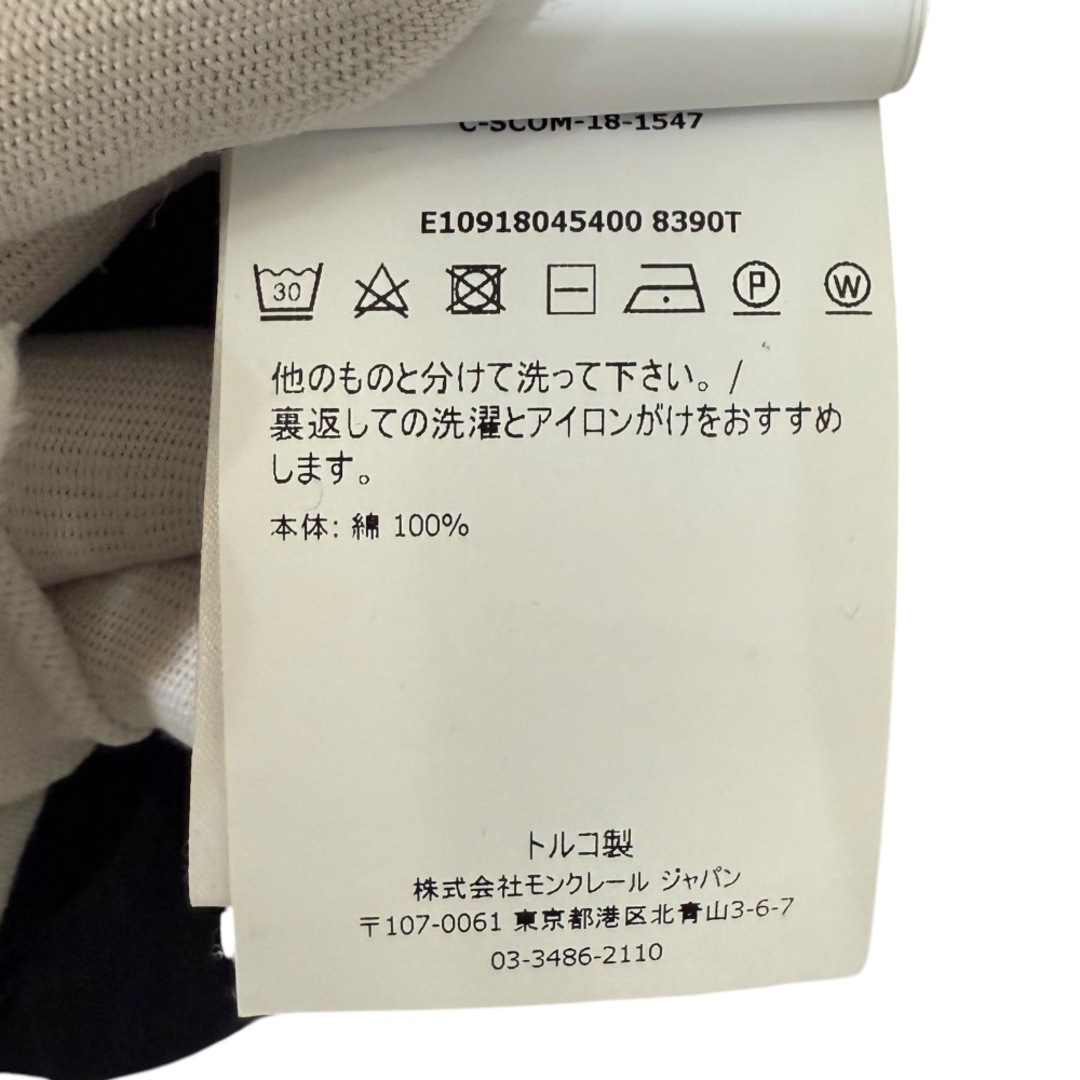 C-SCOM-18-1547
E10918045400 8390T
30 P W
他のものと分けて洗って下さい。/
裏返しての洗濯とアイロンがけをおすすめ
します。
本体: 綿 100%
トルコ製
株式会社モンクレール ジャパン
〒107-0061 東京都港区北青山3-6-7
03-3486-2110